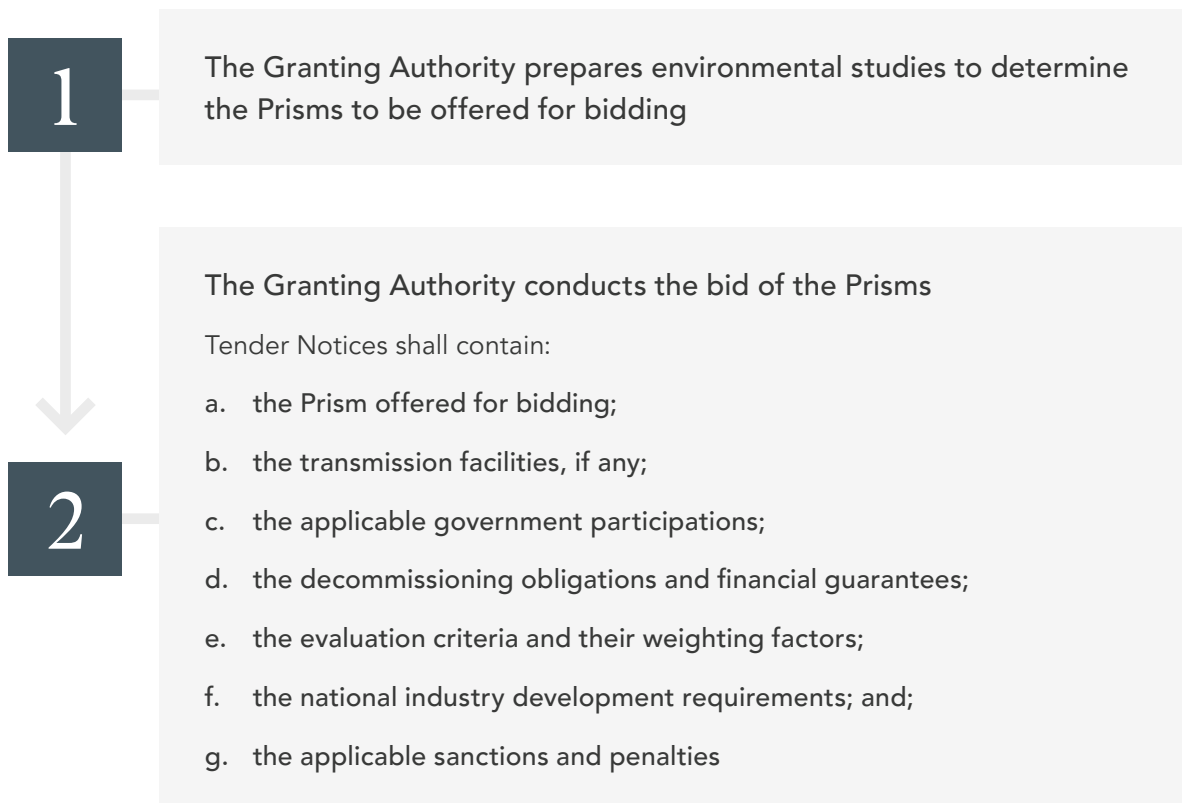 1
The Granting Authority prepares environmental studies to determine
the Prisms to be offered for bidding
2
The Granting Authority conducts the bid of the Prisms
Tender Notices shall contain:
a. the Prism offered for bidding;
b. the transmission facilities, if any;
c. the applicable government participations;
d. the decommissioning obligations and financial guarantees;
e. the evaluation criteria and their weighting factors;
f. the national industry development requirements; and;
g. the applicable sanctions and penalties